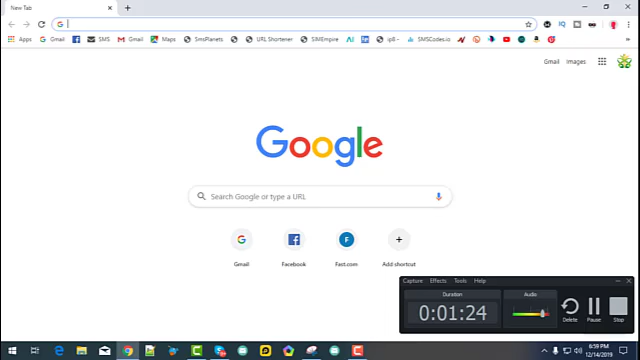 New Tab
G
Apps Gmail SMS Gmail Maps SmsPlanets URL Shortener SIMEmpire ip8 - SMSCodes.io
Gmail Images
Google
Search Google or type a URL
Gmail Facebook Fast.com Add shortcut
Capture Effects Tools Help
Duration Audio
0:01:24
Delete Pause Stop
6:59 PM
12/14/2019